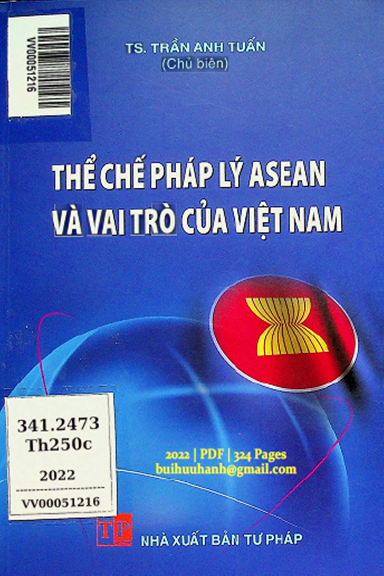 VV00051216
TS. TRẦN ANH TUẤN
(Chủ biên)
THỂ CHẾ PHÁP LÝ ASEAN
VÀ VAI TRÒ CỦA VIỆT NAM
341.2473
Th250c
2022
VV00051216
2022 | PDF | 324 Pages
buihuuhanh@gmail.com
TP
NHÀ XUẤT BẢN TƯ PHÁP